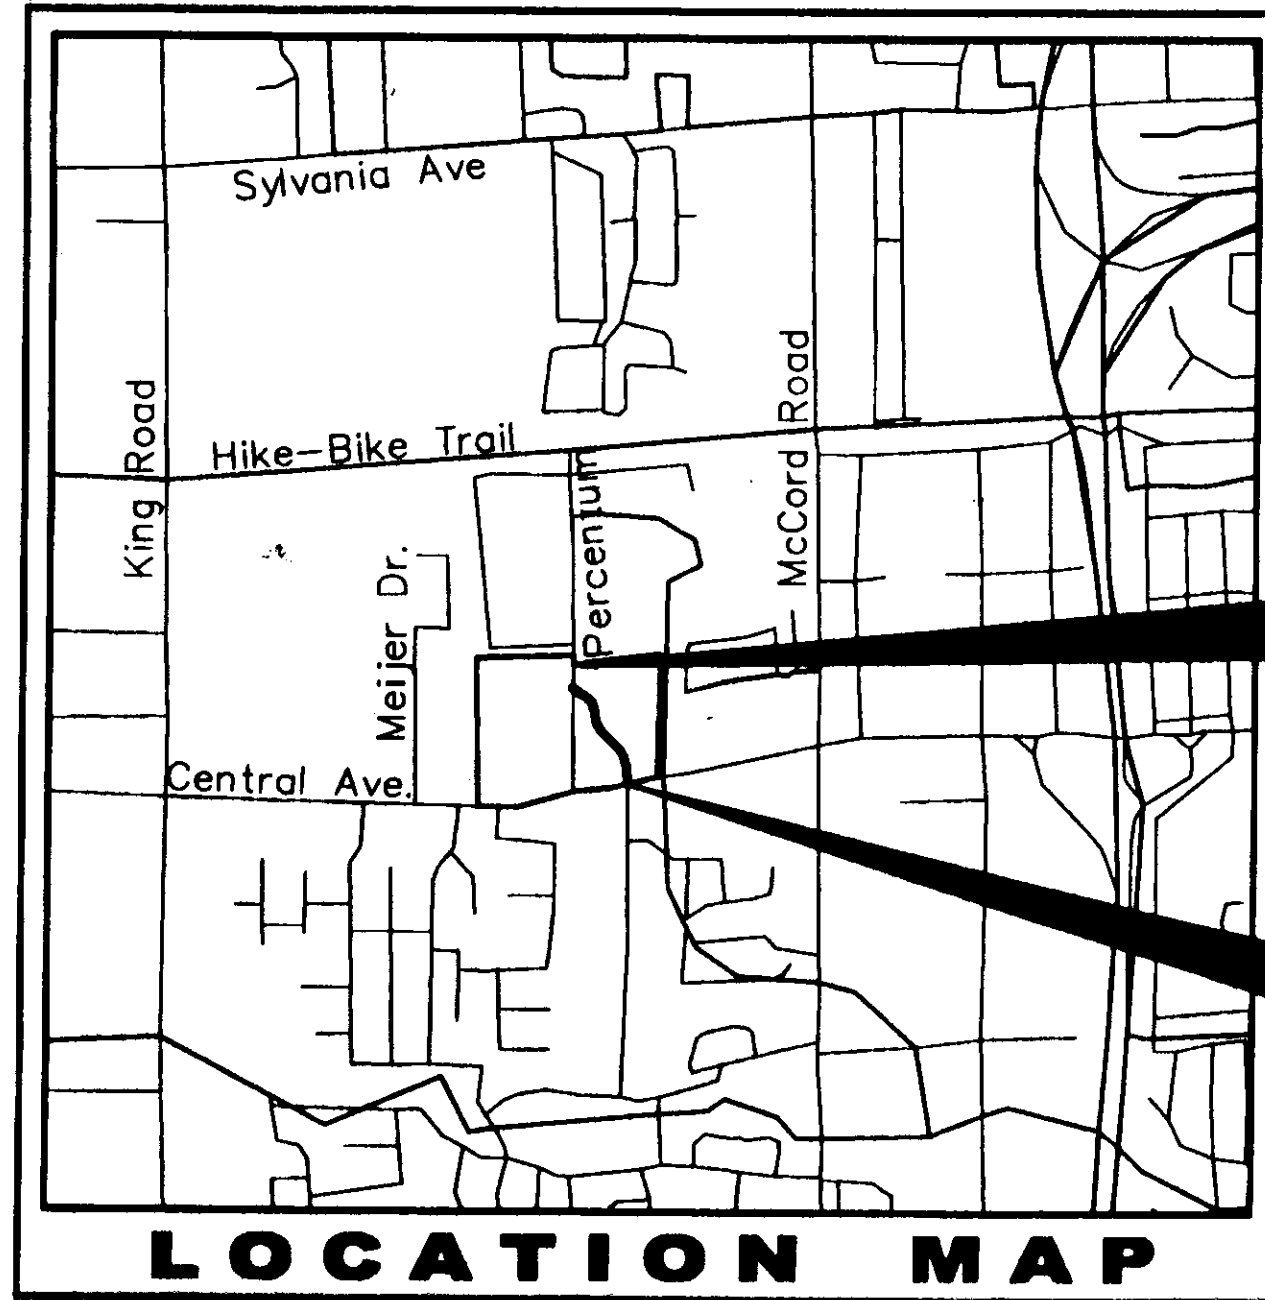 Sylvania Ave
King Road
Hike-Bike Trail
McCord Road
Percentum
Meijer Dr.
Central Ave.
LOCATION MAP